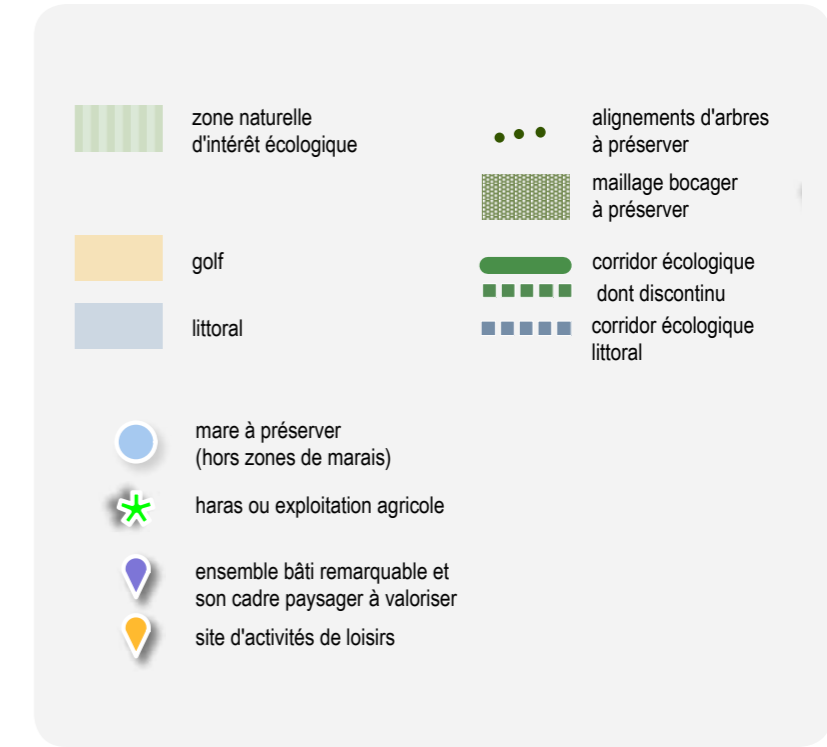 zone naturelle
d'intérêt écologique
golf
littoral
alignements d'arbres
à préserver
maillage bocager
à préserver
corridor écologique
dont discontinu
corridor écologique
littoral
mare à préserver
(hors zones de marais)
haras ou exploitation agricole
ensemble bâti remarquable et
son cadre paysager à valoriser
site d'activités de loisirs